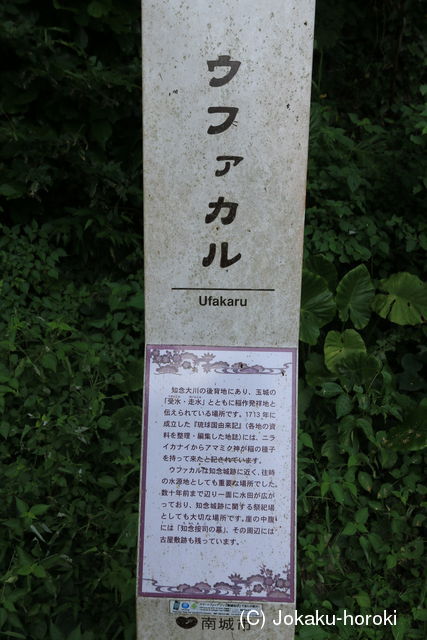 ウファカル
Ufakaru
知念大川の後背地にあり、玉城の
「受水・走水」とともに稲作発祥地と
伝えられている場所です。1713年に
成立した『琉球国由来記』(各地の資
料を整理・編集した地誌)には、ニラ
イカナイからアマミク神が稲の種子
を持って来たと記されています。
ウファカルは知念城跡に近く、往時
の水源地としても重要な場所でした。
数十年前まで辺り一面に水田が広が
っており、知念城跡に関する祭祀場
としても大切な場所です。崖の中腹
には「知念按司の墓」、その周辺には
古屋敷跡も残っています。
南城市
(C) Jokaku-horoki